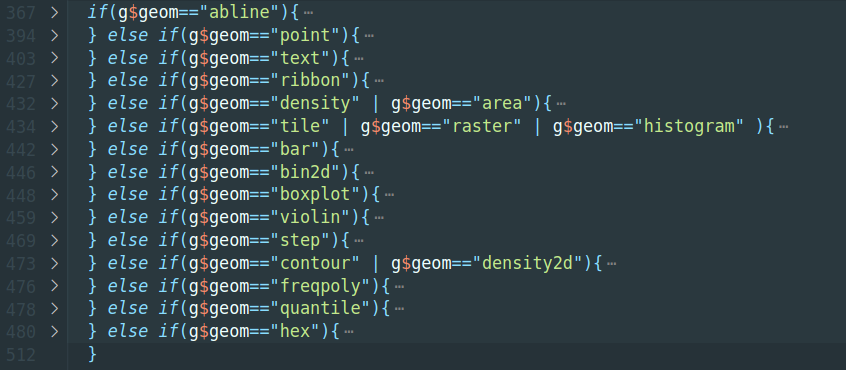 367 > if(g$geom=="abline"){ ⋯
394 > } else if(g$geom=="point"){ ⋯
403 > } else if(g$geom=="text"){ ⋯
427 > } else if(g$geom=="ribbon"){ ⋯
432 > } else if(g$geom=="density" | g$geom=="area"){ ⋯
434 > } else if(g$geom=="tile" | g$geom=="raster" | g$geom=="histogram" ){ ⋯
442 > } else if(g$geom=="bar"){ ⋯
446 > } else if(g$geom=="bin2d"){ ⋯
448 > } else if(g$geom=="boxplot"){ ⋯
459 > } else if(g$geom=="violin"){ ⋯
469 > } else if(g$geom=="step"){ ⋯
473 > } else if(g$geom=="contour" | g$geom=="density2d"){ ⋯
476 > } else if(g$geom=="freqpoly"){ ⋯
478 > } else if(g$geom=="quantile"){ ⋯
480 > } else if(g$geom=="hex"){ ⋯
512 }